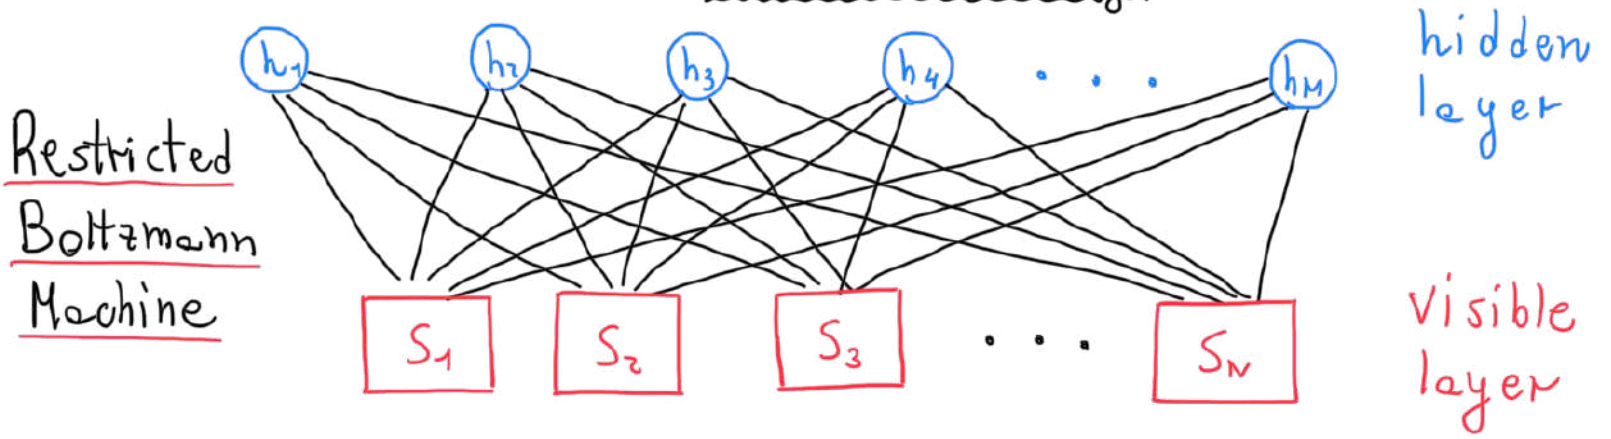 h1 h2 h3 h4 . . . hM
hidden
layer
Restricted
Boltzmann
Machine
S1 S2 S3 . . . SN
visible
layer